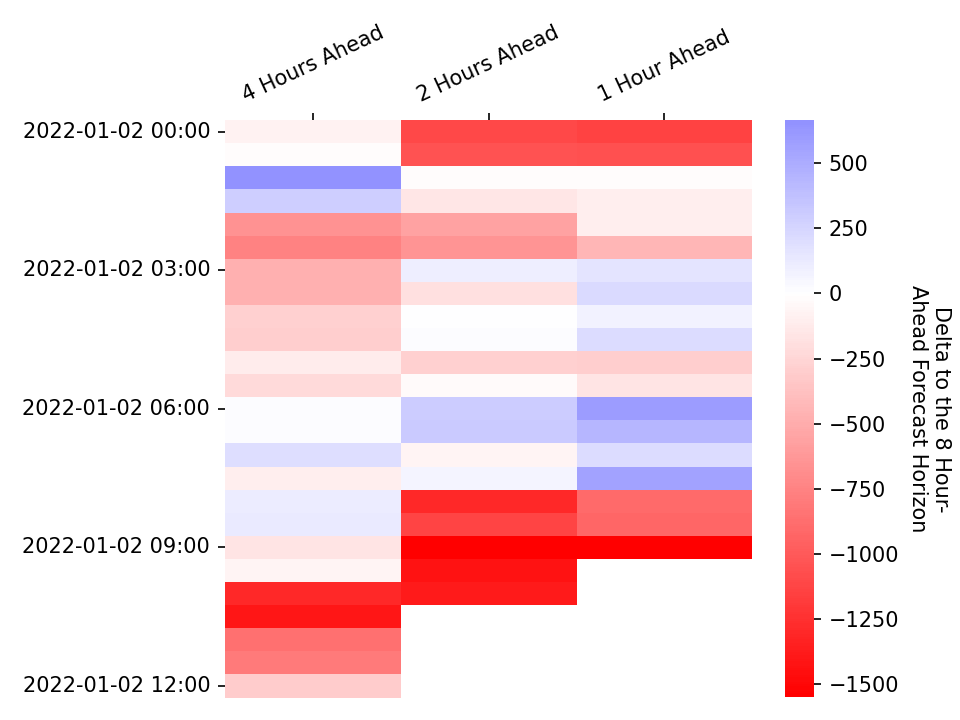 4 Hours Ahead
2 Hours Ahead
1 Hour Ahead
2022-01-02 00:00
2022-01-02 03:00
2022-01-02 06:00
2022-01-02 09:00
2022-01-02 12:00
500
250
0
−250
−500
−750
−1000
−1250
−1500
Delta to the 8 Hour-
Ahead Forecast Horizon